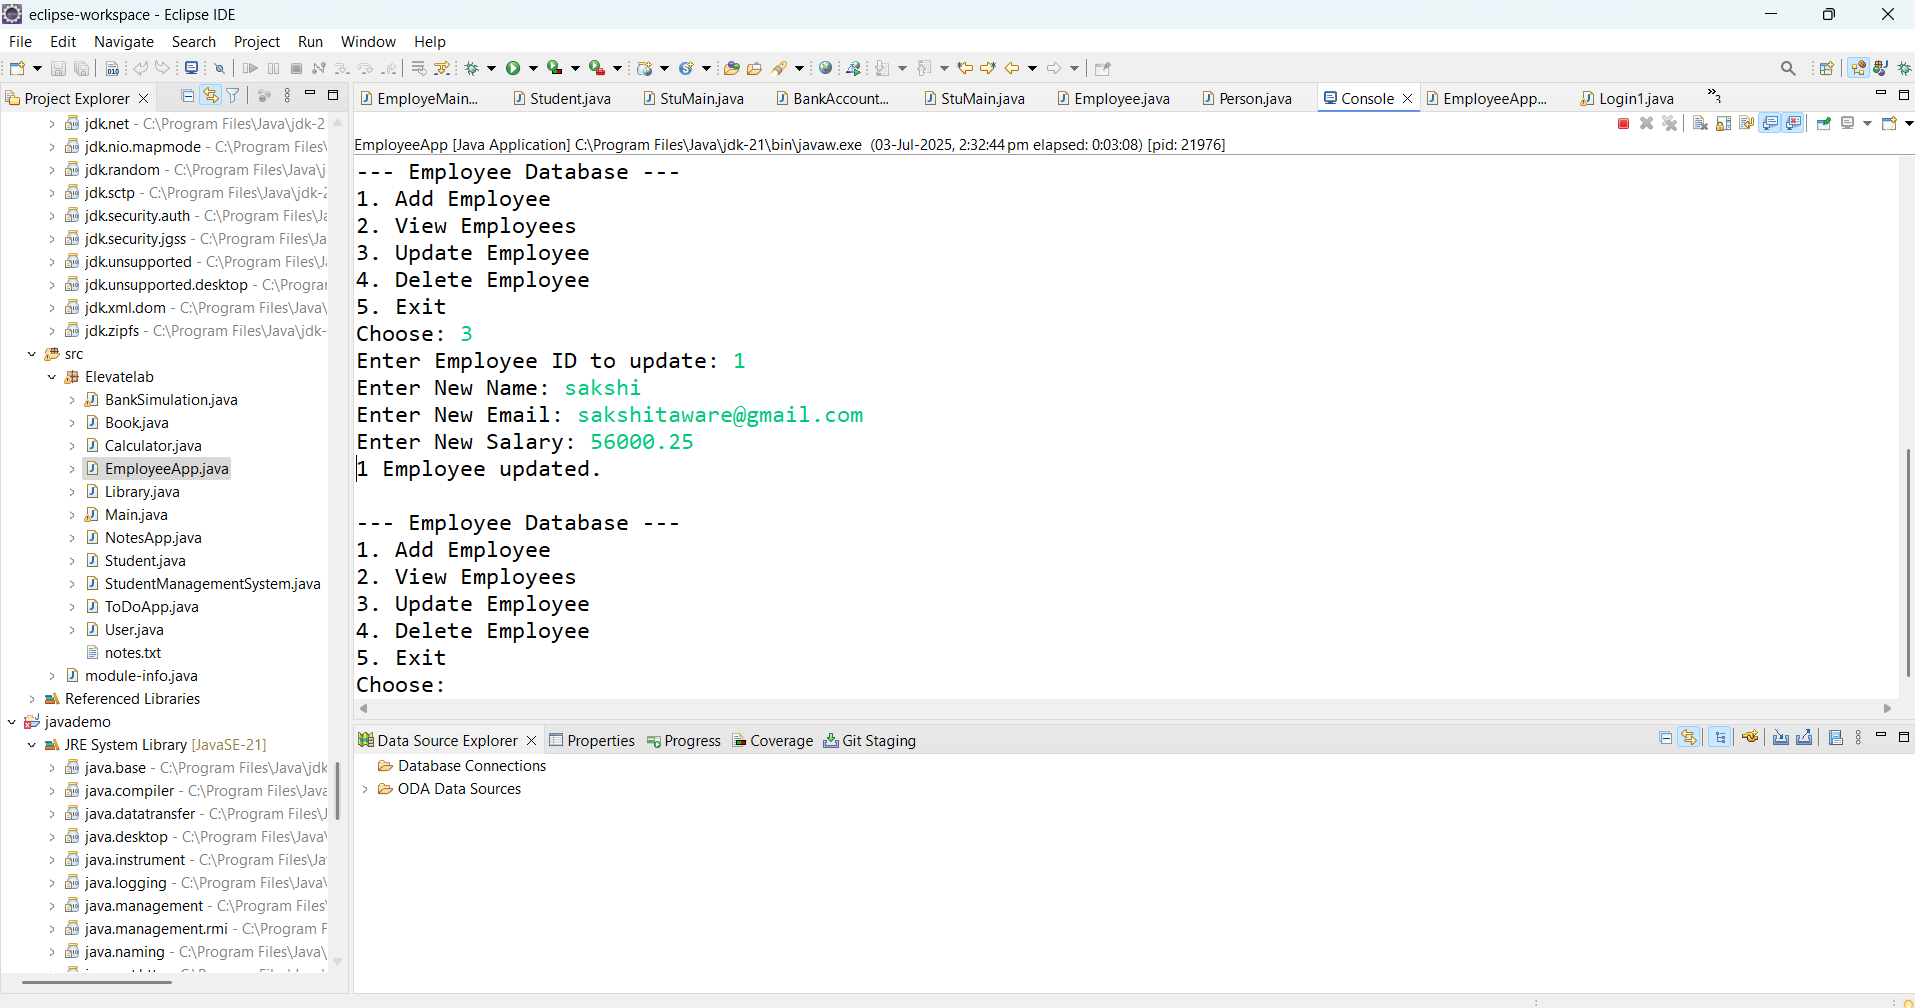 eclipse-workspace - Eclipse IDE
File Edit Navigate Search Project Run Window Help
Project Explorer
EmployeMain... Student.java StuMain.java BankAccount... StuMain.java Employee.java Person.java Console EmployeeApp... Login1.java »3
EmployeeApp [Java Application] C:\Program Files\Java\jdk-21\bin\javaw.exe (03-Jul-2025, 2:32:44 pm elapsed: 0:03:08) [pid: 21976]
jdk.net - C:\Program Files\Java\jdk-2
jdk.nio.mapmode - C:\Program Files\
jdk.random - C:\Program Files\Java\j
jdk.sctp - C:\Program Files\Java\jdk-2
jdk.security.auth - C:\Program Files\Ja
jdk.security.jgss - C:\Program Files\Ja
jdk.unsupported - C:\Program Files\J
jdk.unsupported.desktop - C:\Program
jdk.xml.dom - C:\Program Files\Java\
jdk.zipfs - C:\Program Files\Java\jdk-
src
Elevatelab
BankSimulation.java
Book.java
Calculator.java
EmployeeApp.java
Library.java
Main.java
NotesApp.java
Student.java
StudentManagementSystem.java
ToDoApp.java
User.java
notes.txt
module-info.java
Referenced Libraries
javademo
JRE System Library [JavaSE-21]
java.base - C:\Program Files\Java\jdk
java.compiler - C:\Program Files\Java
java.datatransfer - C:\Program Files\J
java.desktop - C:\Program Files\Java\
java.instrument - C:\Program Files\Ja
java.logging - C:\Program Files\Java\
java.management - C:\Program Files\
java.management.rmi - C:\Program F
java.naming - C:\Program Files\Java\
--- Employee Database ---
1. Add Employee
2. View Employees
3. Update Employee
4. Delete Employee
5. Exit
Choose: 3
Enter Employee ID to update: 1
Enter New Name: sakshi
Enter New Email: sakshitaware@gmail.com
Enter New Salary: 56000.25
1 Employee updated.
--- Employee Database ---
1. Add Employee
2. View Employees
3. Update Employee
4. Delete Employee
5. Exit
Choose:
Data Source Explorer Properties Progress Coverage Git Staging
Database Connections
ODA Data Sources